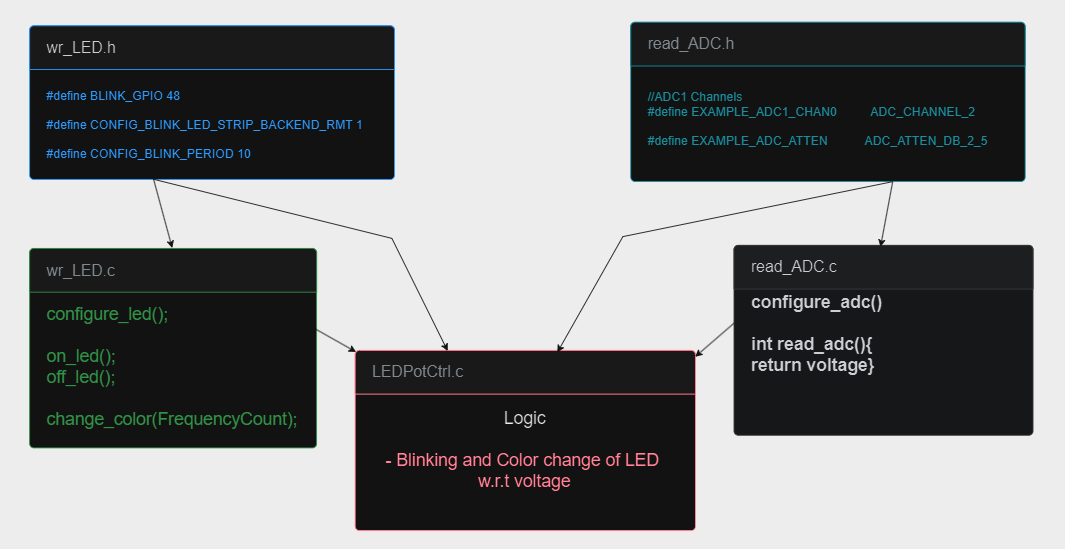 wr_LED.h
#define BLINK_GPIO 48
#define CONFIG_BLINK_LED_STRIP_BACKEND_RMT 1
#define CONFIG_BLINK_PERIOD 10
read_ADC.h
//ADC1 Channels
#define EXAMPLE_ADC1_CHAN0 ADC_CHANNEL_2
#define EXAMPLE_ADC_ATTEN ADC_ATTEN_DB_2_5
wr_LED.c
configure_led();
on_led();
off_led();
change_color(FrequencyCount);
read_ADC.c
configure_adc()
int read_adc(){
return voltage}
LEDPotCtrl.c
Logic
- Blinking and Color change of LED
w.r.t voltage